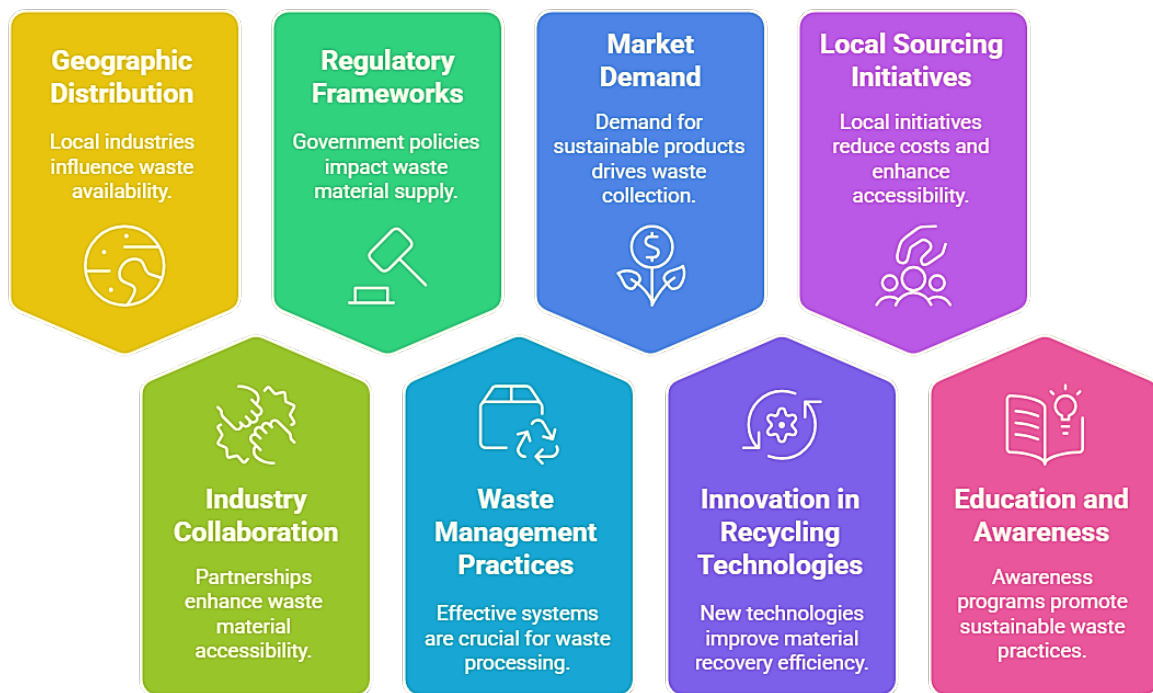 Geographic
Distribution
Local industries
influence waste
availability.
Regulatory
Frameworks
Government policies
impact waste
material supply.
Market
Demand
Demand for
sustainable products
drives waste
collection.
$
Local Sourcing
Initiatives
Local initiatives
reduce costs and
enhance
accessibility.
Industry
Collaboration
Partnerships
enhance waste
material
accessibility.
Waste
Management
Practices
Effective systems
are crucial for waste
processing.
Innovation in
Recycling
Technologies
New technologies
improve material
recovery efficiency.
Education and
Awareness
Awareness
programs promote
sustainable waste
practices.